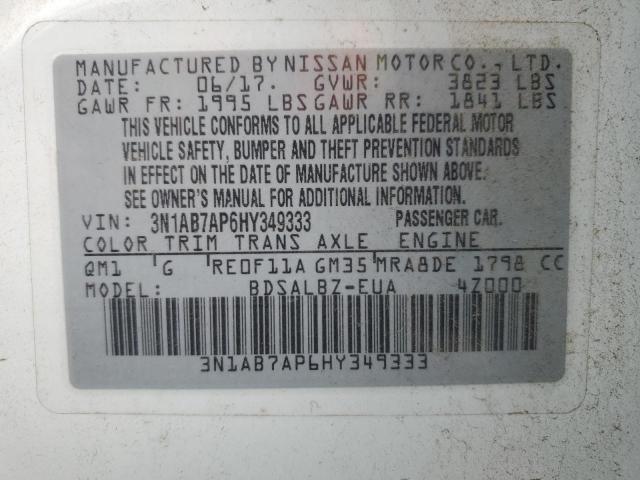 MANUFACTURED BY NISSAN MOTOR CO., LTD.
DATE: 06/17. GVWR: 3823 LBS
GAWR FR: 1995 LBS GAWR RR: 1841 LBS
THIS VEHICLE CONFORMS TO ALL APPLICABLE FEDERAL MOTOR
VEHICLE SAFETY, BUMPER AND THEFT PREVENTION STANDARDS
IN EFFECT ON THE DATE OF MANUFACTURE SHOWN ABOVE.
SEE OWNER'S MANUAL FOR ADDITIONAL INFORMATION.
VIN: 3N1AB7AP6HY349333 PASSENGER CAR.
COLOR TRIM TRANS AXLE ENGINE
QM1 G RE0F11A GM35 MRA8DE 1798 CC
MODEL: BDSALBZ-EUA 4Z000
3N1AB7AP6HY349333